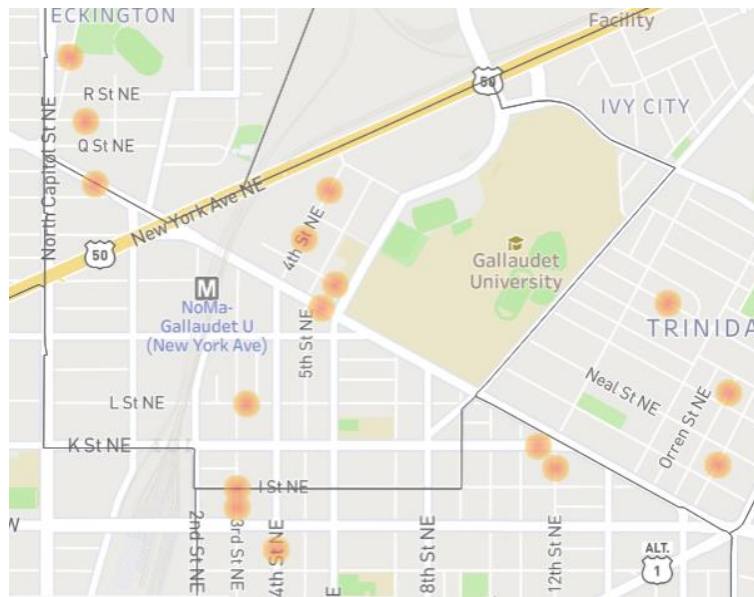 ECKINGTON
Facility
50
R St NE
IVY CITY
Q St NE
North Capitol St NE
New York Ave NE
4th St NE
50
Gallaudet
University
M
NoMa-
Gallaudet U
(New York Ave)
TRINIDA
5th St NE
Neal St NE
L St NE
Orren St NE
K St NE
I St NE
W
2nd St NE
3rd St NE
4th St NE
8th St NE
12th St NE
ALT.
1
E
E